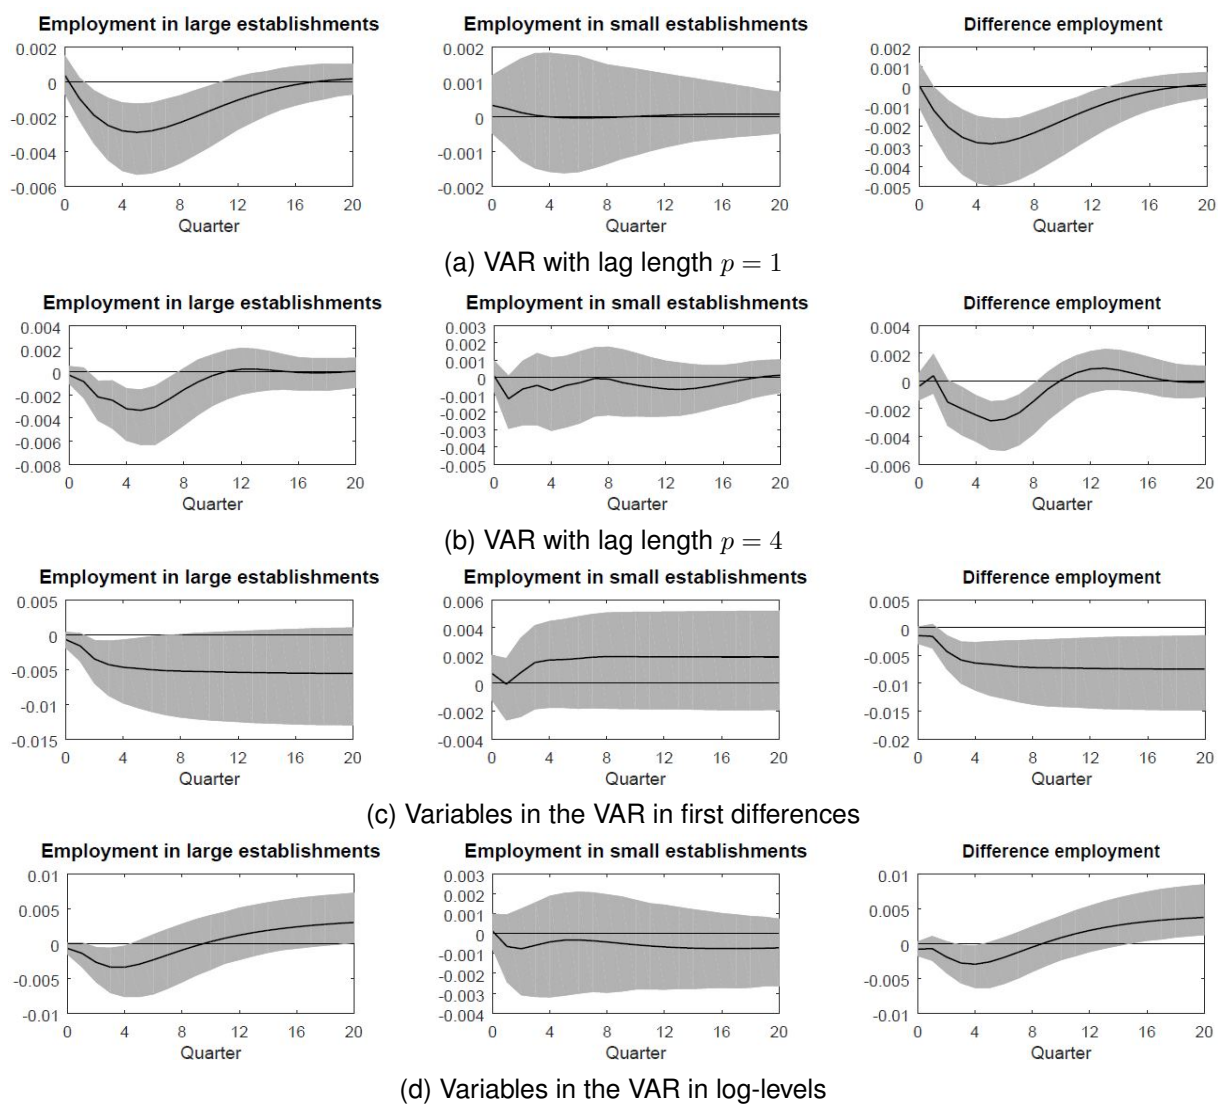 Employment in large establishments
Employment in small establishments
Difference employment
0.002
0
-0.002
-0.004
-0.006
0 4 8 12 16 20
Quarter
0.002
0.001
0
-0.001
-0.002
0 4 8 12 16 20
Quarter
0.002
0.001
0
-0.001
-0.002
-0.003
-0.004
-0.005
0 4 8 12 16 20
Quarter
(a) VAR with lag length p = 1
Employment in large establishments
Employment in small establishments
Difference employment
0.004
0.002
0
-0.002
-0.004
-0.006
-0.008
0 4 8 12 16 20
Quarter
0.003
0.002
0.001
0
-0.001
-0.002
-0.003
-0.004
-0.005
0 4 8 12 16 20
Quarter
0.004
0.002
0
-0.002
-0.004
-0.006
0 4 8 12 16 20
Quarter
(b) VAR with lag length p = 4
Employment in large establishments
Employment in small establishments
Difference employment
0.005
0
-0.005
-0.01
-0.015
0 4 8 12 16 20
Quarter
0.006
0.004
0.002
0
-0.002
-0.004
0 4 8 12 16 20
Quarter
0.005
0
-0.005
-0.01
-0.015
-0.02
0 4 8 12 16 20
Quarter
(c) Variables in the VAR in first differences
Employment in large establishments
Employment in small establishments
Difference employment
0.01
0.005
0
-0.005
-0.01
0 4 8 12 16 20
Quarter
0.003
0.002
0.001
0
-0.001
-0.002
-0.003
-0.004
0 4 8 12 16 20
Quarter
0.01
0.005
0
-0.005
-0.01
0 4 8 12 16 20
Quarter
(d) Variables in the VAR in log-levels